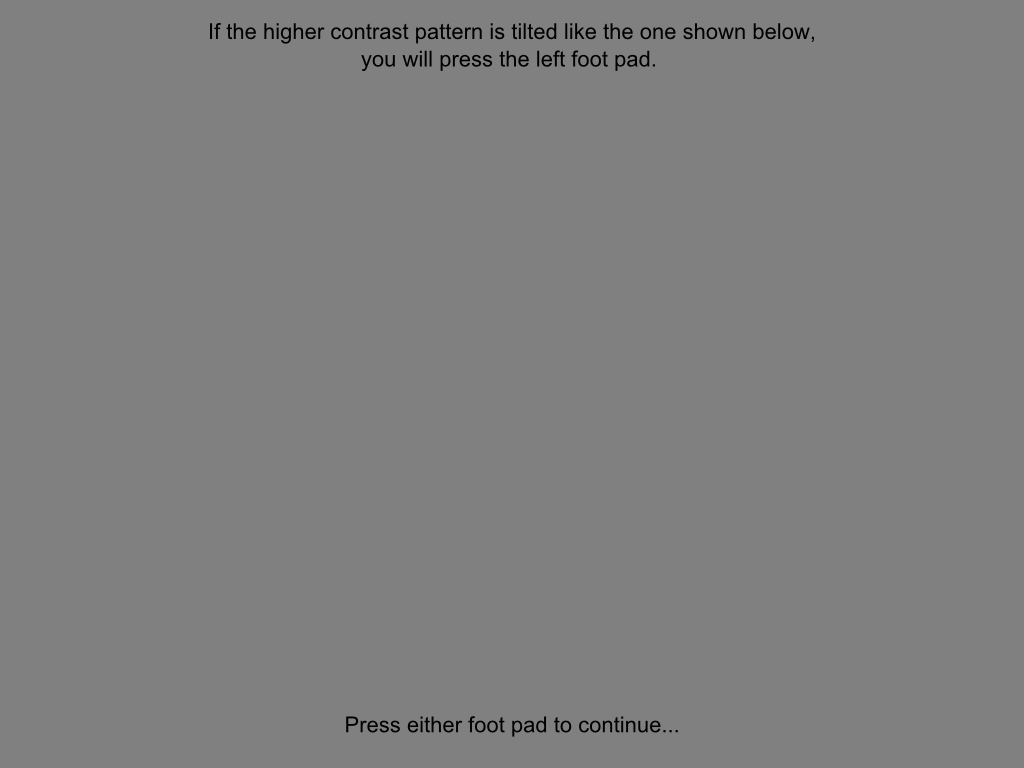 If the higher contrast pattern is tilted like the one shown below,
you will press the left foot pad.
Press either foot pad to continue...